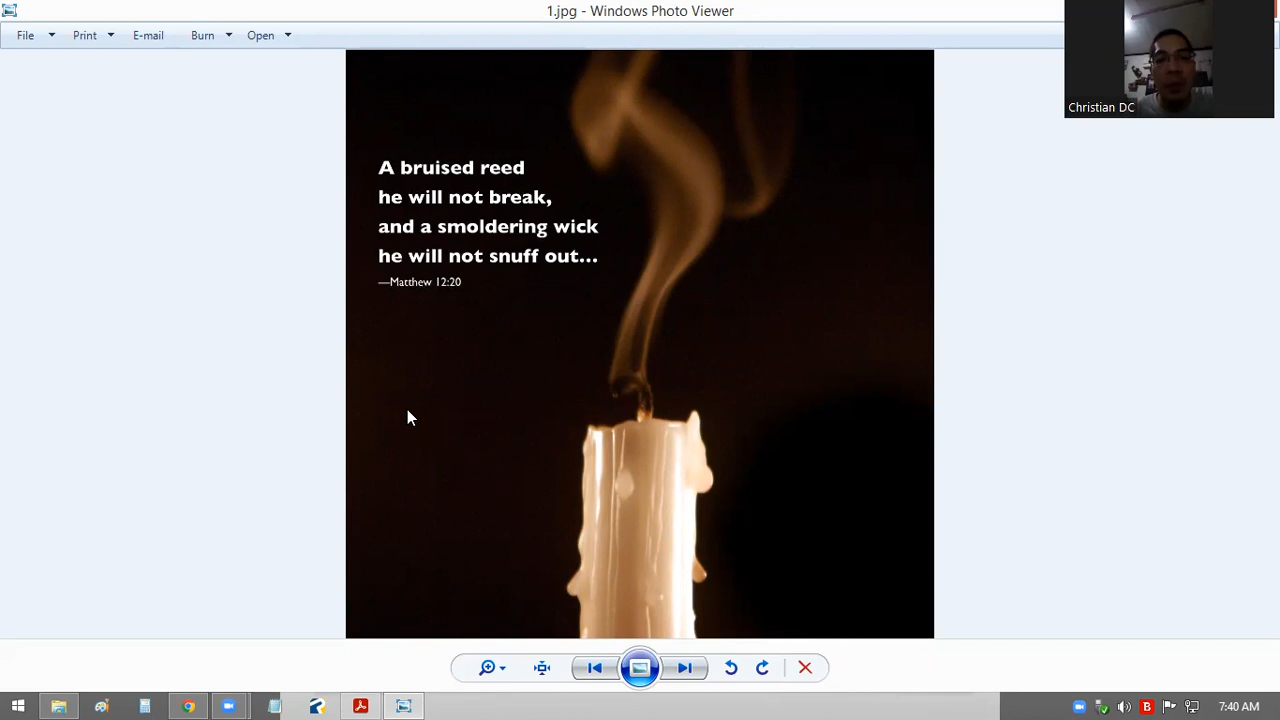 1.jpg - Windows Photo Viewer
File Print E-mail Burn Open
Christian DC
A bruised reed
he will not break,
and a smoldering wick
he will not snuff out...
—Matthew 12:20
7:40 AM